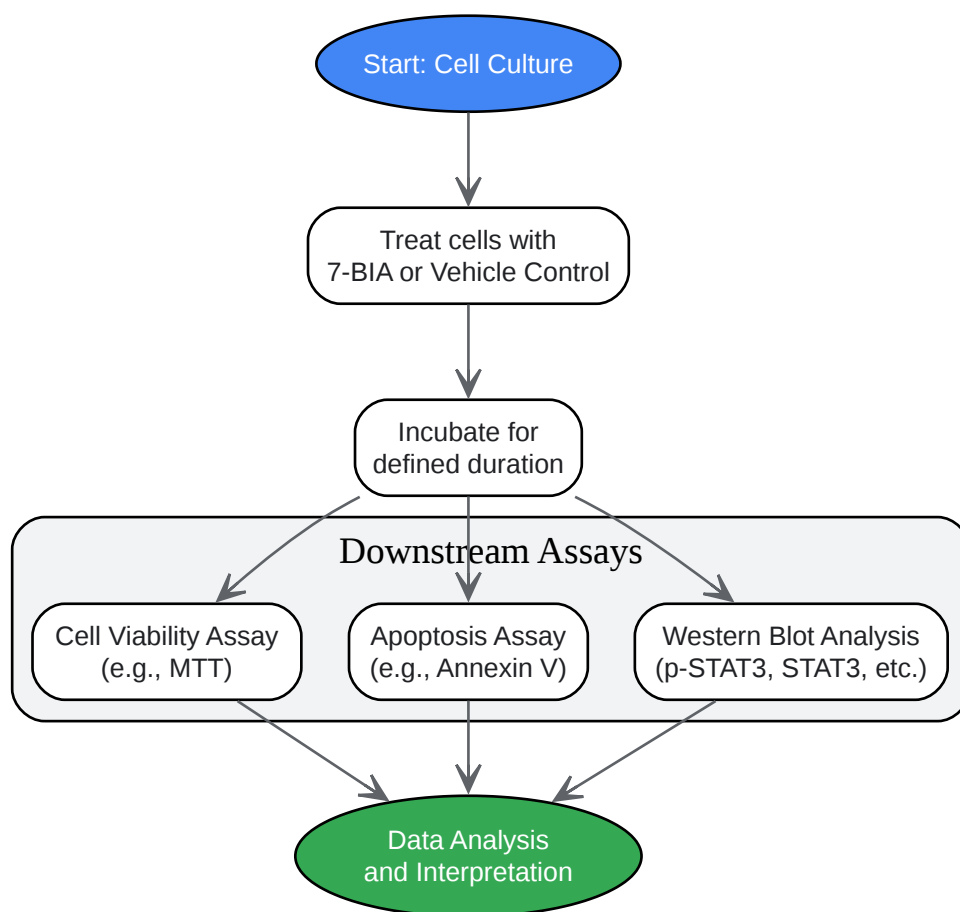 Start: Cell Culture
Treat cells with
7-BIA or Vehicle Control
Incubate for
defined duration
Downstream Assays
Cell Viability Assay
(e.g., MTT)
Apoptosis Assay
(e.g., Annexin V)
Western Blot Analysis
(p-STAT3, STAT3, etc.)
Data Analysis
and Interpretation